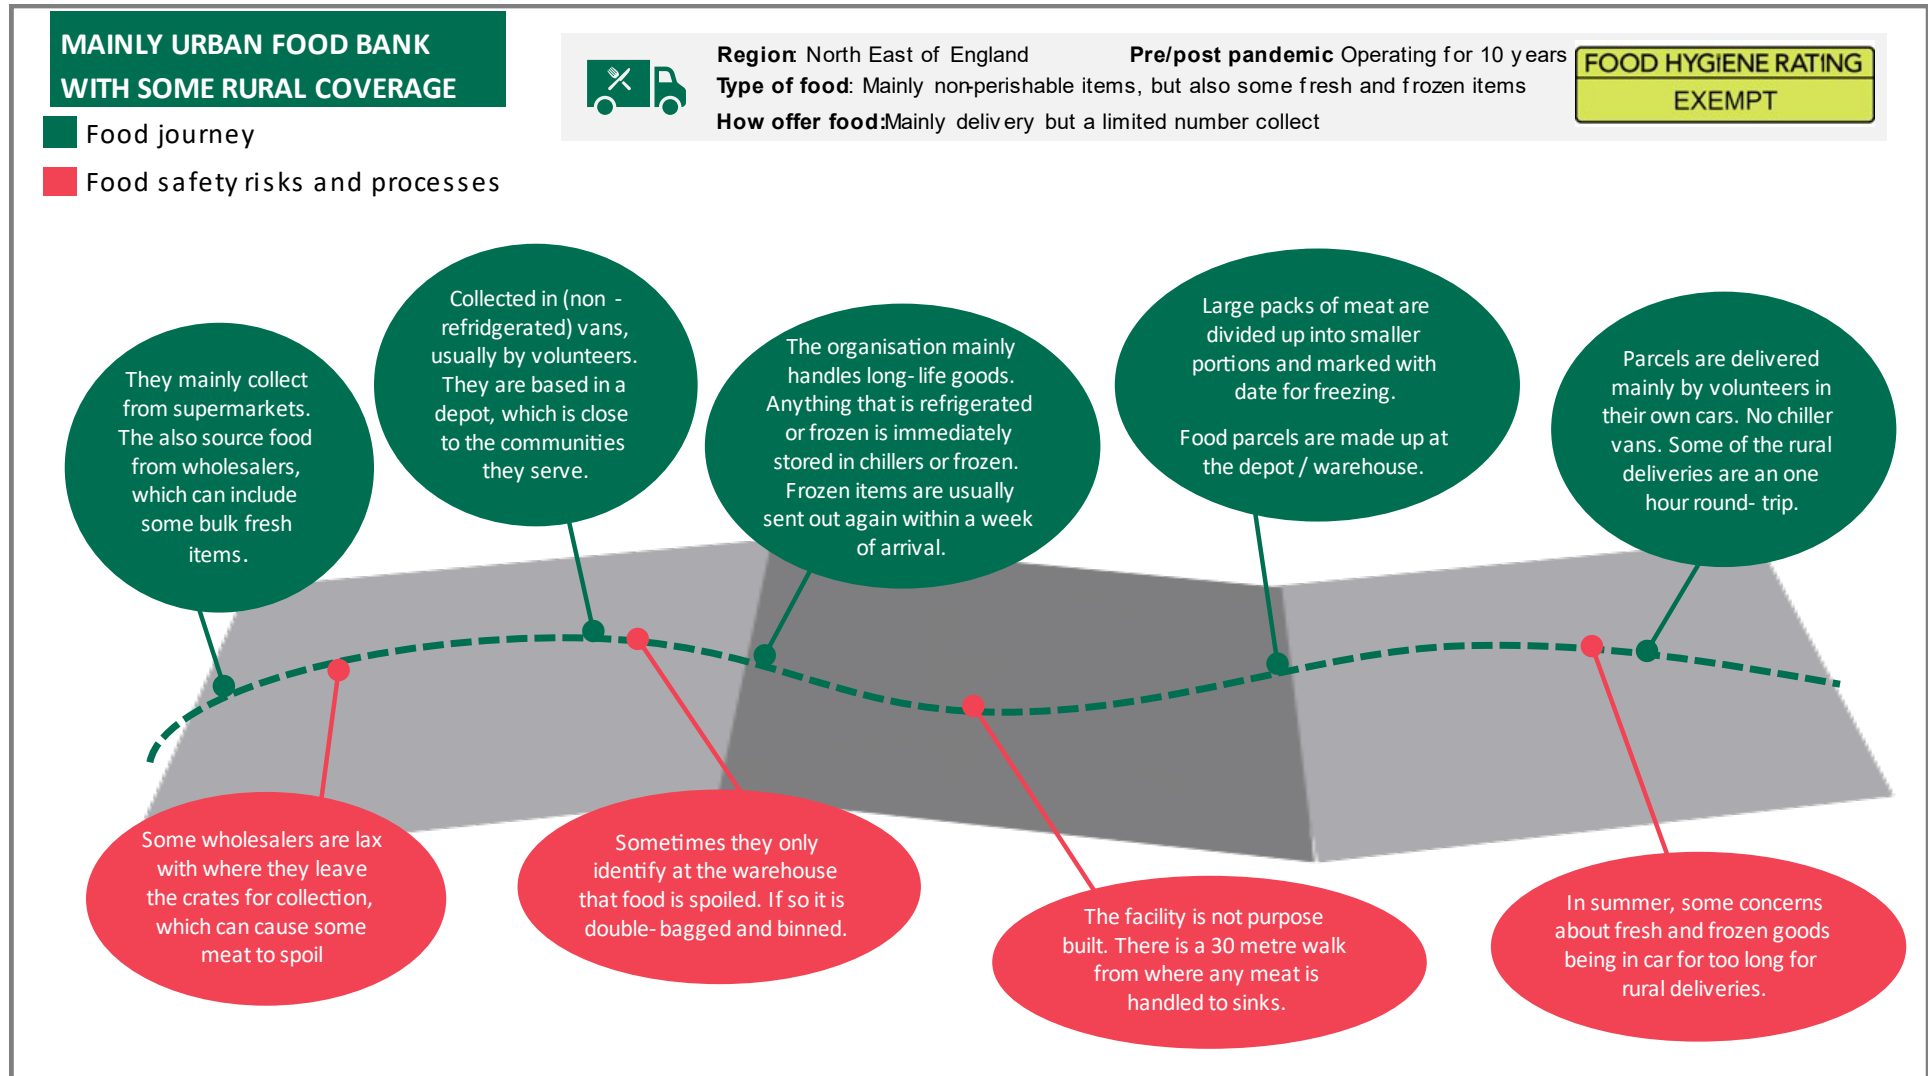 MAINLY URBAN FOOD BANK
WITH SOME RURAL COVERAGE
Food journey
Food safety risks and processes
Region: North East of England Pre/post pandemic Operating for 10 years
Type of food: Mainly non-perishable items, but also some fresh and frozen items
How offer food:Mainly delivery but a limited number collect
FOOD HYGIENE RATING
EXEMPT
They mainly collect
from supermarkets.
The also source food
from wholesalers,
which can include
some bulk fresh
items.
Collected in (non -
refridgerated) vans,
usually by volunteers.
They are based in a
depot, which is close
to the communities
they serve.
The organisation mainly
handles long- life goods.
Anything that is refrigerated
or frozen is immediately
stored in chillers or frozen.
Frozen items are usually
sent out again within a week
of arrival.
Large packs of meat are
divided up into smaller
portions and marked with
date for freezing.
Food parcels are made up at
the depot / warehouse.
Parcels are delivered
mainly by volunteers in
their own cars. No chiller
vans. Some of the rural
deliveries are an one
hour round- trip.
Some wholesalers are lax
with where they leave
the crates for collection,
which can cause some
meat to spoil
Sometimes they only
identify at the warehouse
that food is spoiled. If so it is
double- bagged and binned.
The facility is not purpose
built. There is a 30 metre walk
from where any meat is
handled to sinks.
In summer, some concerns
about fresh and frozen goods
being in car for too long for
rural deliveries.